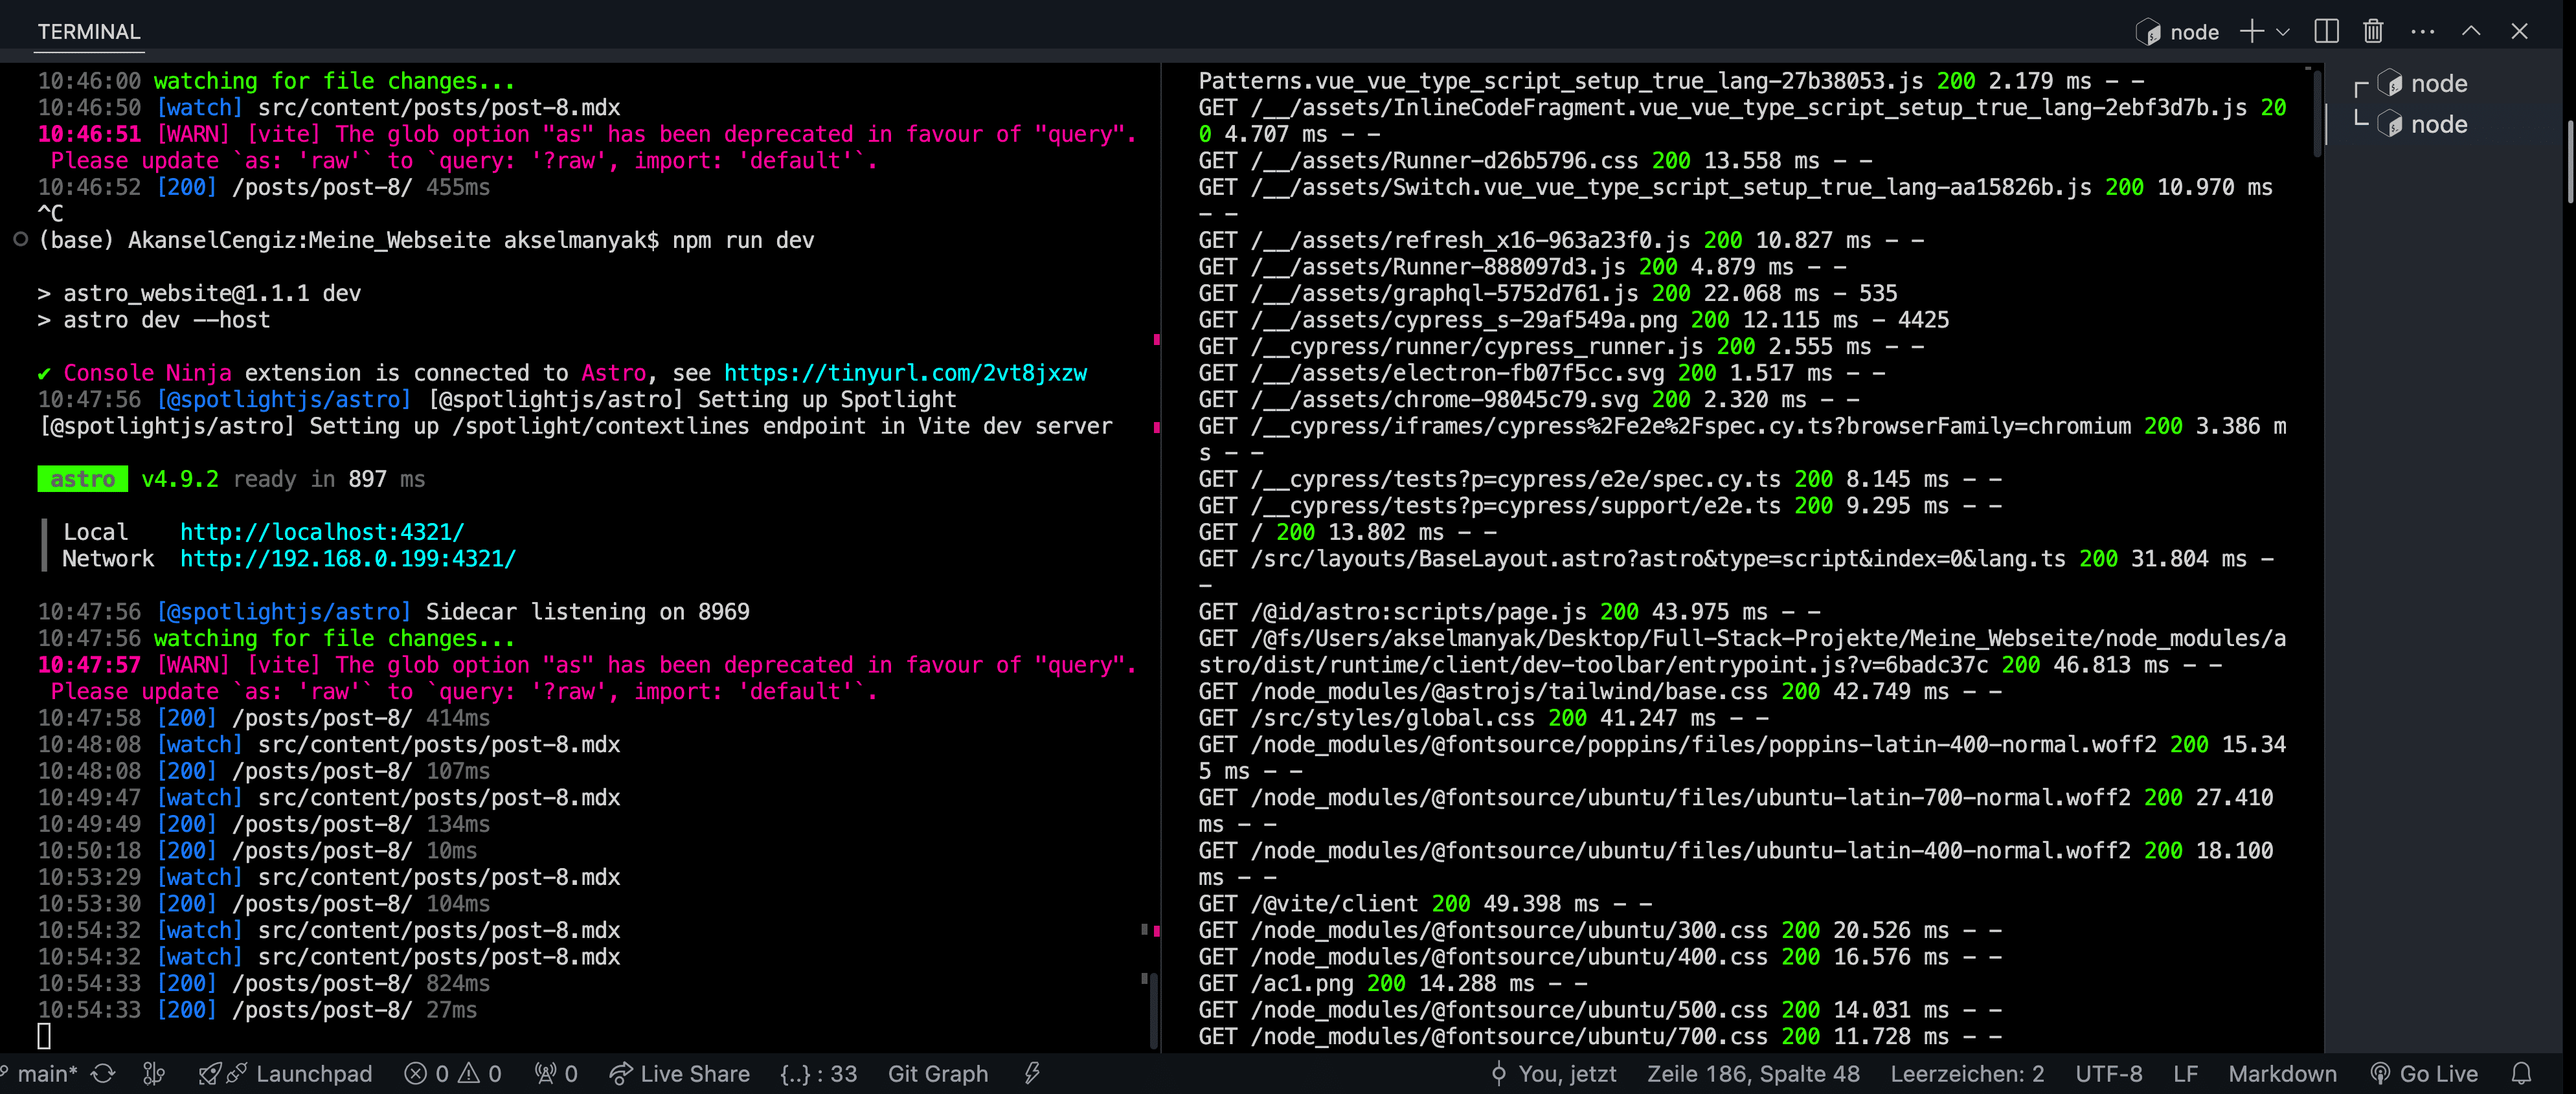 TERMINAL
node
10:46:00 watching for file changes...
10:46:50 [watch] src/content/posts/post-8.mdx
10:46:51 [WARN] [vite] The glob option "as" has been deprecated in favour of "query".
Please update `as: 'raw'` to `query: '?raw', import: 'default'`.
10:46:52 [200] /posts/post-8/ 455ms
^C
(base) AkanselCengiz:Meine_Webseite akselmanyak$ npm run dev
> astro_website@1.1.1 dev
> astro dev --host
✔ Console Ninja extension is connected to Astro, see https://tinyurl.com/2vt8jxzw
10:47:56 [@spotlightjs/astro] [@spotlightjs/astro] Setting up Spotlight
[@spotlightjs/astro] Setting up /spotlight/contextlines endpoint in Vite dev server
astro v4.9.2 ready in 897 ms
Local http://localhost:4321/
Network http://192.168.0.199:4321/
10:47:56 [@spotlightjs/astro] Sidecar listening on 8969
10:47:56 watching for file changes...
10:47:57 [WARN] [vite] The glob option "as" has been deprecated in favour of "query".
Please update `as: 'raw'` to `query: '?raw', import: 'default'`.
10:47:58 [200] /posts/post-8/ 414ms
10:48:08 [watch] src/content/posts/post-8.mdx
10:48:08 [200] /posts/post-8/ 107ms
10:49:47 [watch] src/content/posts/post-8.mdx
10:49:49 [200] /posts/post-8/ 134ms
10:50:18 [200] /posts/post-8/ 10ms
10:53:29 [watch] src/content/posts/post-8.mdx
10:53:30 [200] /posts/post-8/ 104ms
10:54:32 [watch] src/content/posts/post-8.mdx
10:54:32 [watch] src/content/posts/post-8.mdx
10:54:33 [200] /posts/post-8/ 824ms
10:54:33 [200] /posts/post-8/ 27ms
Patterns.vue_vue_type_script_setup_true_lang-27b38053.js 200 2.179 ms - -
GET /__/assets/InlineCodeFragment.vue_vue_type_script_setup_true_lang-2ebf3d7b.js 20
0 4.707 ms - -
GET /__/assets/Runner-d26b5796.css 200 13.558 ms - -
GET /__/assets/Switch.vue_vue_type_script_setup_true_lang-aa15826b.js 200 10.970 ms
- -
GET /__/assets/refresh_x16-963a23f0.js 200 10.827 ms - -
GET /__/assets/Runner-888097d3.js 200 4.879 ms - -
GET /__/assets/graphql-5752d761.js 200 22.068 ms - 535
GET /__/assets/cypress_s-29af549a.png 200 12.115 ms - 4425
GET /__cypress/runner/cypress_runner.js 200 2.555 ms - -
GET /__/assets/electron-fb07f5cc.svg 200 1.517 ms - -
GET /__/assets/chrome-98045c79.svg 200 2.320 ms - -
GET /__cypress/iframes/cypress%2Fe2e%2Fspec.cy.ts?browserFamily=chromium 200 3.386 m
s - -
GET /__cypress/tests?p=cypress/e2e/spec.cy.ts 200 8.145 ms - -
GET /__cypress/tests?p=cypress/support/e2e.ts 200 9.295 ms - -
GET / 200 13.802 ms - -
GET /src/layouts/BaseLayout.astro?astro&type=script&index=0&lang.ts 200 31.804 ms -
-
GET /@id/astro:scripts/page.js 200 43.975 ms - -
GET /@fs/Users/akselmanyak/Desktop/Full-Stack-Projekte/Meine_Webseite/node_modules/a
stro/dist/runtime/client/dev-toolbar/entrypoint.js?v=6badc37c 200 46.813 ms - -
GET /node_modules/@astrojs/tailwind/base.css 200 42.749 ms - -
GET /src/styles/global.css 200 41.247 ms - -
GET /node_modules/@fontsource/poppins/files/poppins-latin-400-normal.woff2 200 15.34
5 ms - -
GET /node_modules/@fontsource/ubuntu/files/ubuntu-latin-700-normal.woff2 200 27.410
ms - -
GET /node_modules/@fontsource/ubuntu/files/ubuntu-latin-400-normal.woff2 200 18.100
ms - -
GET /@vite/client 200 49.398 ms - -
GET /node_modules/@fontsource/ubuntu/300.css 200 20.526 ms - -
GET /node_modules/@fontsource/ubuntu/400.css 200 16.576 ms - -
GET /ac1.png 200 14.288 ms - -
GET /node_modules/@fontsource/ubuntu/500.css 200 14.031 ms - -
GET /node_modules/@fontsource/ubuntu/700.css 200 11.728 ms - -
node
node
main* Launchpad 0 0 0 Live Share {..} : 33 Git Graph You, jetzt Zeile 186, Spalte 48 Leerzeichen: 2 UTF-8 LF Markdown Go Live